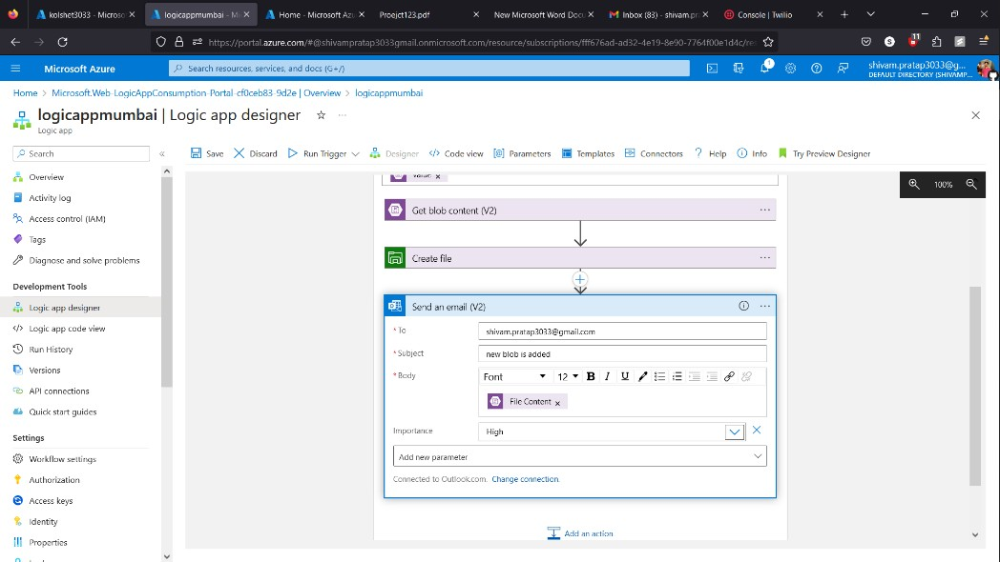 kolshet3033 - Microso
logicappmumbai - Mi
Home - Microsoft Az
Proejct123.pdf
New Microsoft Word Docu
Inbox (83) - shivam.pr
Console | Twilio
https://portal.azure.com/#@shivampratap3033gmail.onmicrosoft.com/resource/subscriptions/fff676ad-ad32-4e19-8e90-7764f00e1d4c/re
11
Microsoft Azure
Search resources, services, and docs (G+/)
1
shivam.pratap3033@g...
DEFAULT DIRECTORY (SHIVAMP...
Home > Microsoft.Web-LogicAppConsumption-Portal-cf0ceb83-9d2e | Overview > logicappmumbai
logicappmumbai | Logic app designer
Logic app
Search
Save
Discard
Run Trigger
Designer
Code view
Parameters
Templates
Connectors
Help
Info
Try Preview Designer
Overview
Activity log
Access control (IAM)
Tags
Diagnose and solve problems
Development Tools
Logic app designer
Logic app code view
Run History
Versions
API connections
Quick start guides
Settings
Workflow settings
Authorization
Access keys
Identity
Properties
100%
value
Get blob content (V2)
Create file
Send an email (V2)
* To
shivam.pratap3033@gmail.com
* Subject
new blob is added
* Body
Font
12
B I U
File Content
Importance
High
Add new parameter
Connected to Outlook.com. Change connection.
Add an action